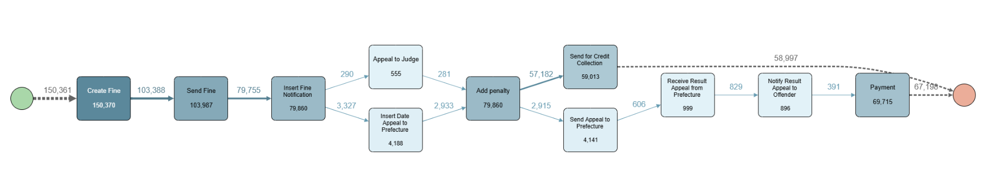 150,361
Create Fine
150,370
103,388
Send Fine
103,987
79,755
Insert Fine
Notification
79,860
290
3,327
Appeal to Judge
555
Insert Date
Appeal to
Prefecture
4,188
281
2,933
Add penalty
79,860
57,182
2,915
Send for Credit
Collection
59,013
Send Appeal to
Prefecture
4,141
58,997
606
Receive Result
Appeal from
Prefecture
999
829
Notify Result
Appeal to
Offender
896
391
Payment
69,715
67,198